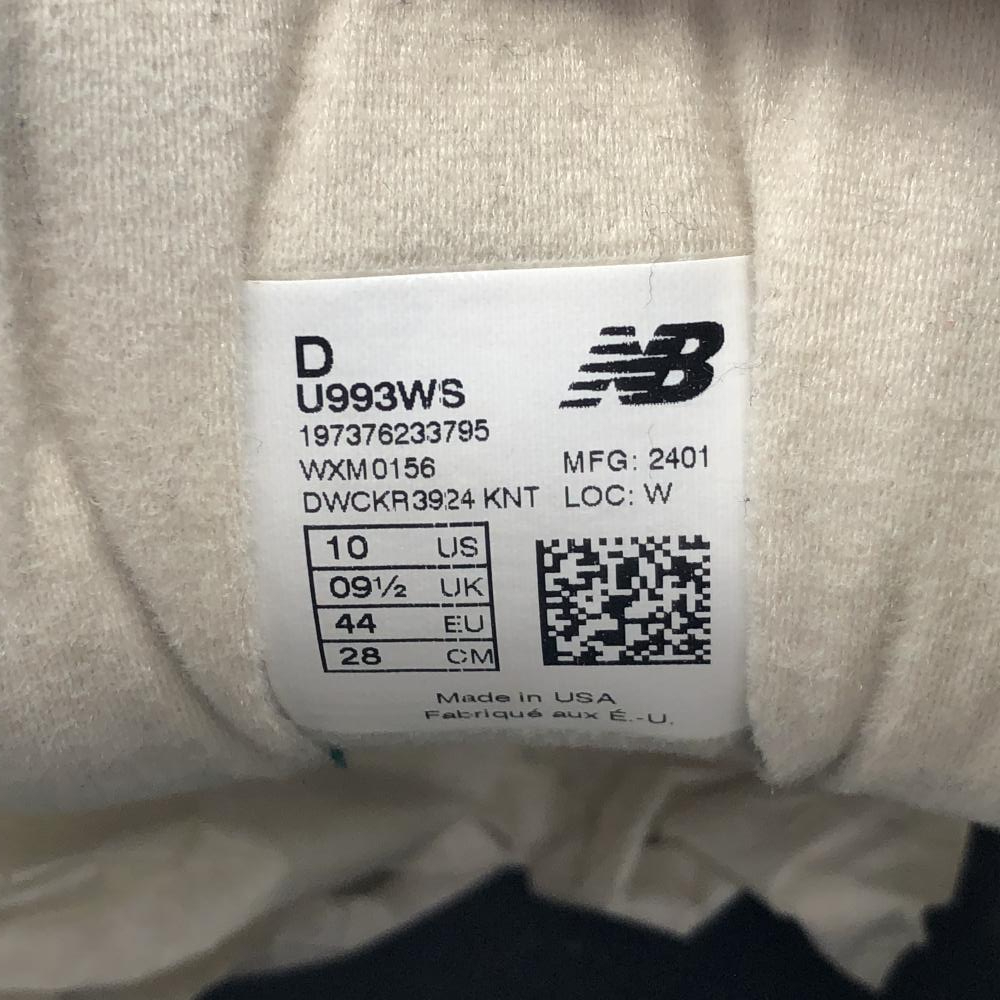 D
NB
U993WS
197376233795
WXM0156
MFG: 2401
DWCKR3924 KNT
LOC: W
10 US
09½ UK
44 EU
28 CM
Made in USA
Fabriqué aux É.-U.